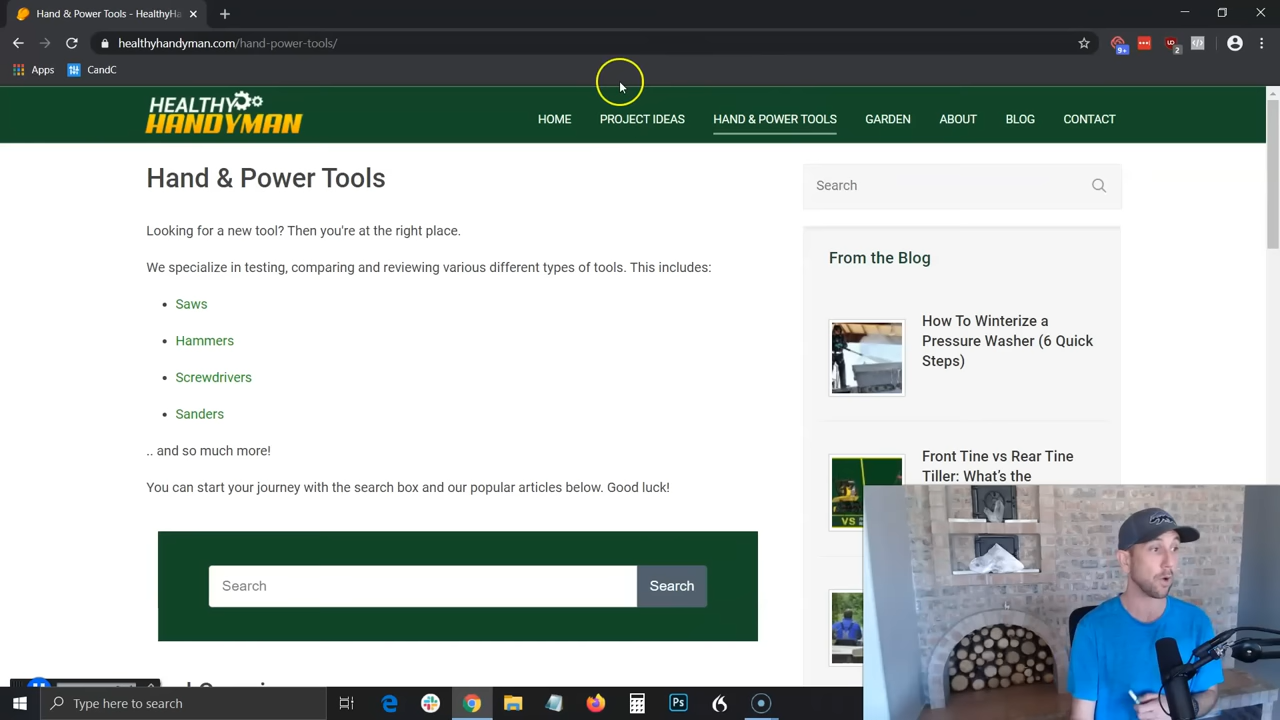 Hand & Power Tools - HealthyHa
healthyhandyman.com/hand-power-tools/
9+
2
Apps
CandC
HEALTHY
HANDYMAN
HOME
PROJECT IDEAS
HAND & POWER TOOLS
GARDEN
ABOUT
BLOG
CONTACT
Hand & Power Tools
Looking for a new tool? Then you're at the right place.
We specialize in testing, comparing and reviewing various different types of tools. This includes:
• Saws
• Hammers
• Screwdrivers
• Sanders
.. and so much more!
You can start your journey with the search box and our popular articles below. Good luck!
Search
Search
Search
From the Blog
How To Winterize a
Pressure Washer (6 Quick
Steps)
Front Tine vs Rear Tine
Tiller: What's the
VS
Type here to search
Ps